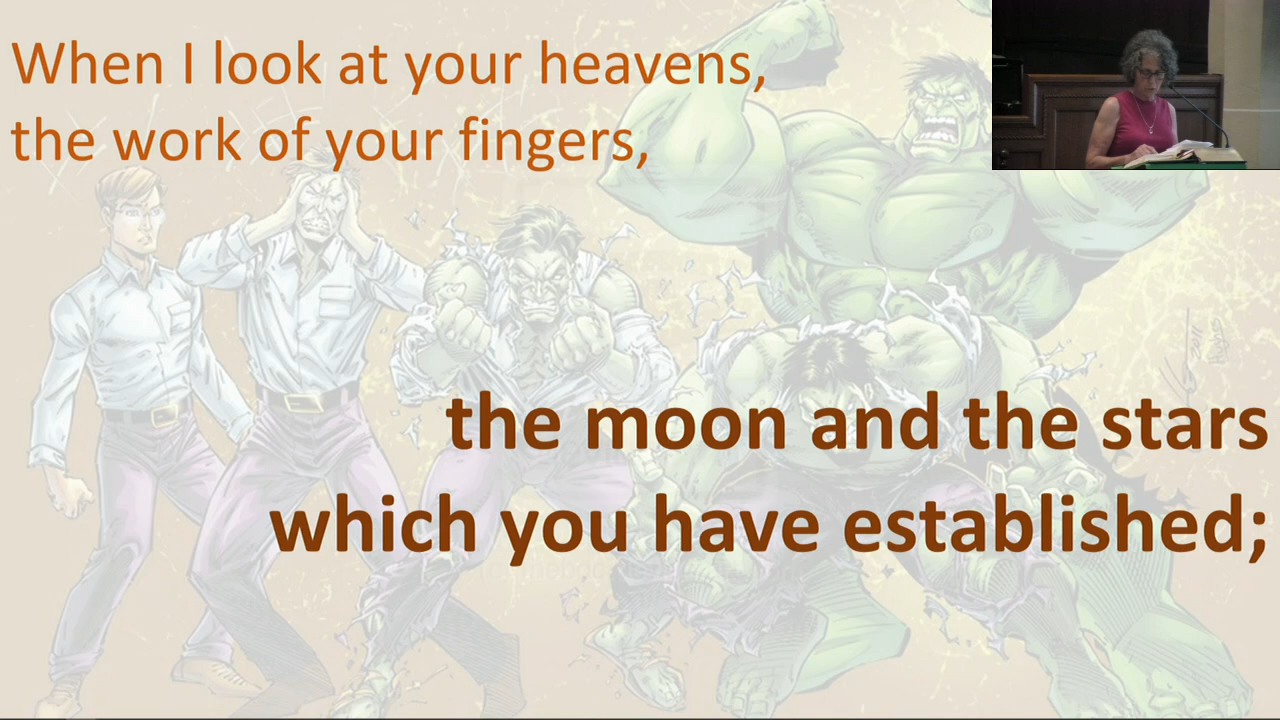 When I look at your heavens,
the work of your fingers,
the moon and the stars
which you have established;